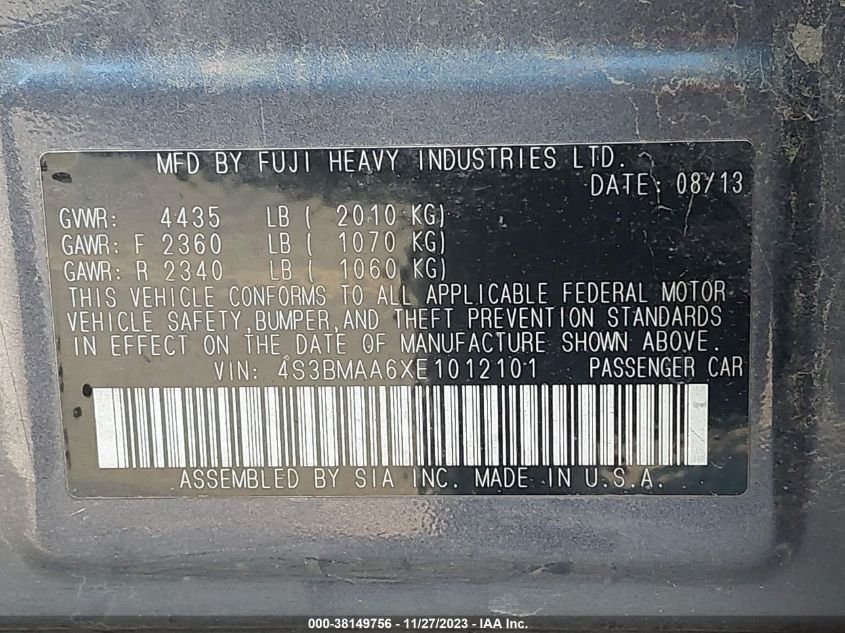 MFD BY FUJI HEAVY INDUSTRIES LTD.
DATE: 08/13
GVWR: 4435 LB ( 2010 KG)
GAWR: F 2360 LB ( 1070 KG)
GAWR: R 2340 LB ( 1060 KG)
THIS VEHICLE CONFORMS TO ALL APPLICABLE FEDERAL MOTOR
VEHICLE SAFETY,BUMPER,AND THEFT PREVENTION STANDARDS
IN EFFECT ON THE DATE OF MANUFACTURE SHOWN ABOVE.
VIN: 4S3BMAA6XE1012101 PASSENGER CAR
ASSEMBLED BY SIA INC. MADE IN U.S.A.
000-38149756 - 11/27/2023 - IAA Inc.